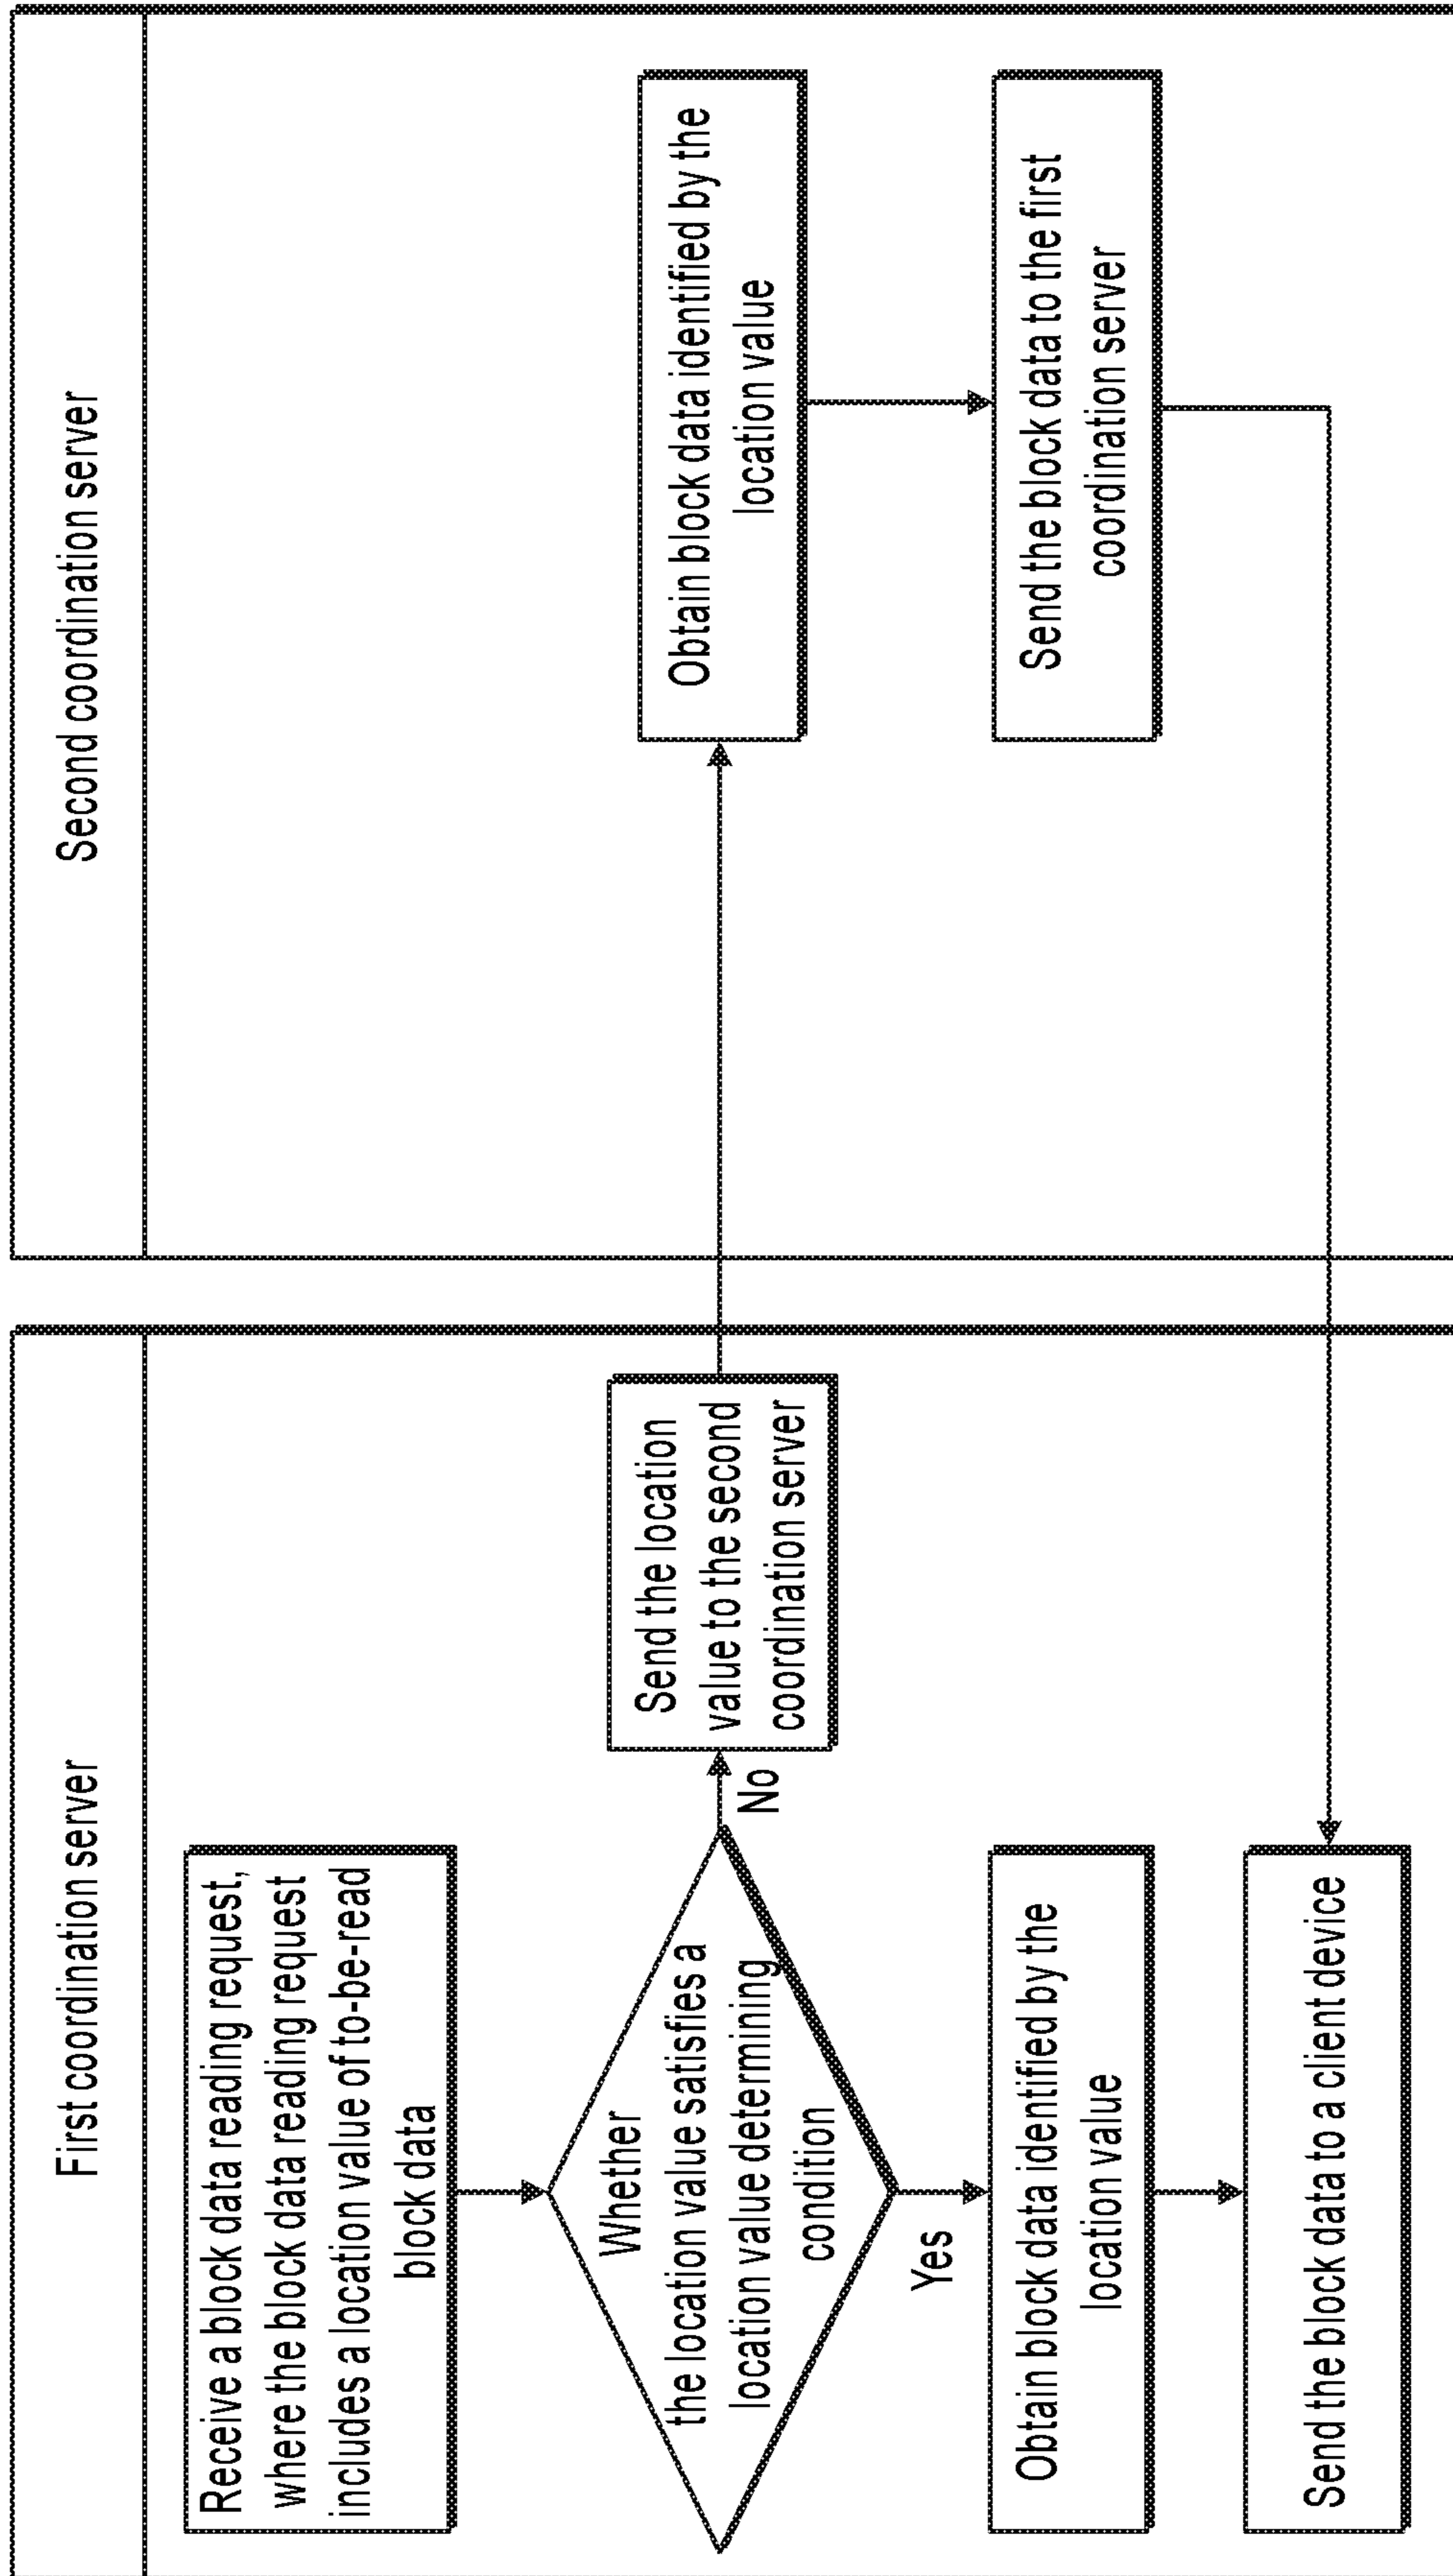 First coordination server
Receive a block data reading request,
where the block data reading request
includes a location value of to-be-read
block data
Whether
the location value satisfies a
location value determining
condition
No
Send the location
value to the second
coordination server
Yes
Obtain block data identified by the
location value
Send the block data to a client device
Second coordination server
Obtain block data identified by the
location value
Send the block data to the first
coordination server